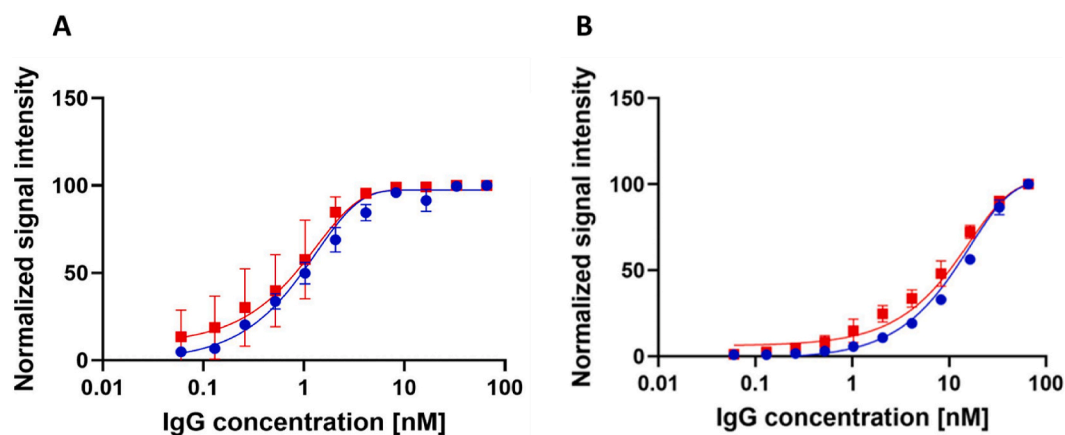 A
Normalized signal intensity
150
100
50
0
0.01 0.1 1 10 100
IgG concentration [nM]
B
Normalized signal intensity
150
100
50
0
0.01 0.1 1 10 100
IgG concentration [nM]